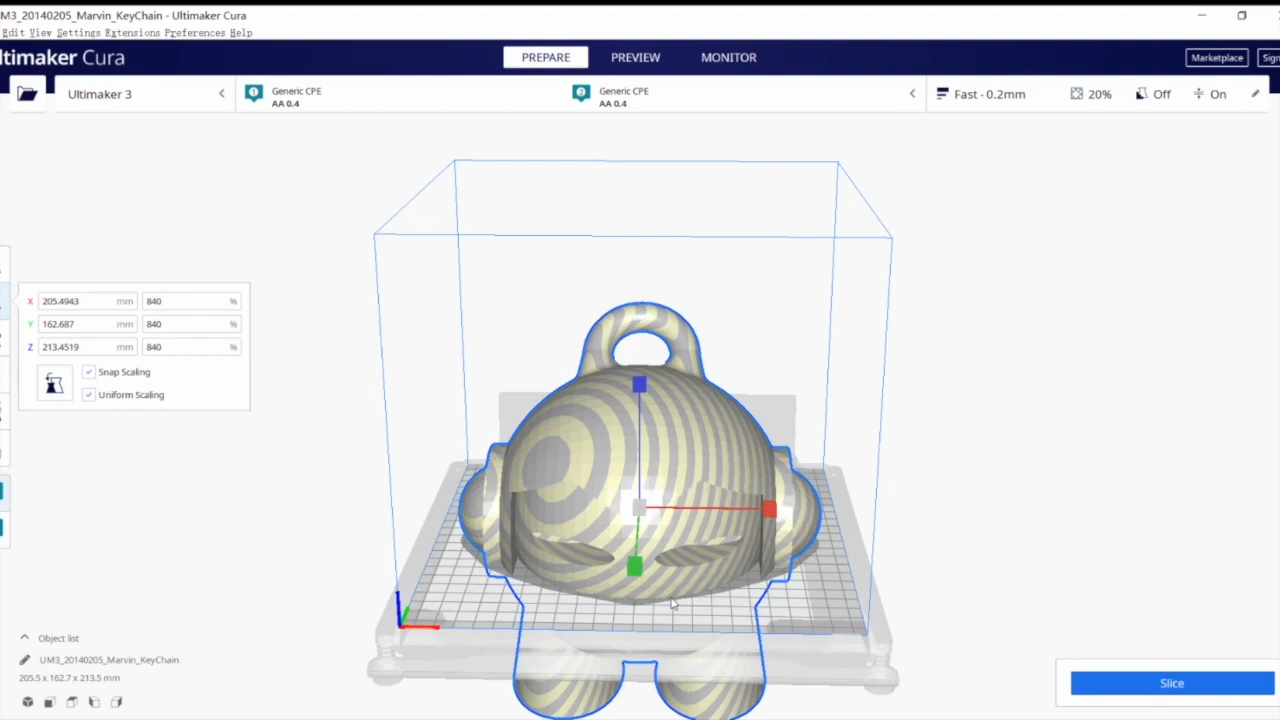 M3_20140205_Marvin_KeyChain - Ultimaker Cura
Edit View Settings Extensions Preferences Help
ltimaker Cura
PREPARE
PREVIEW
MONITOR
Marketplace
Sign
Ultimaker 3
1
Generic CPE
AA 0.4
2
Generic CPE
AA 0.4
Fast - 0.2mm
20%
Off
On
X 205.4943 mm 840 %
Y 162.687 mm 840 %
Z 213.4519 mm 840 %
Snap Scaling
Uniform Scaling
Object list
UM3_20140205_Marvin_KeyChain
205.5 x 162.7 x 213.5 mm
Slice